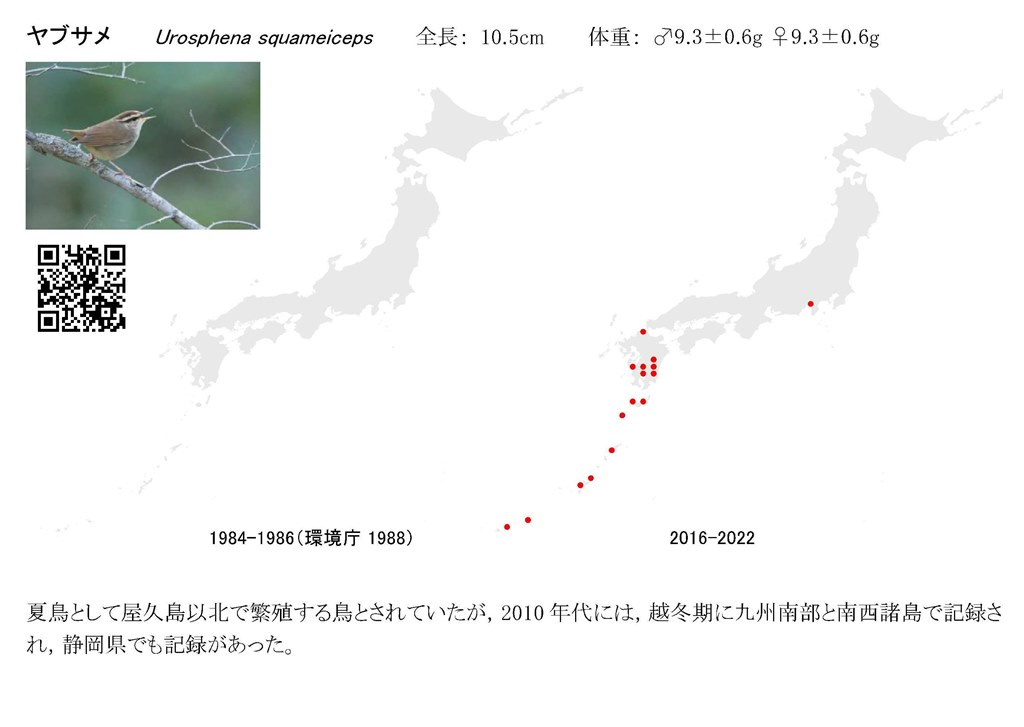 ヤブサメ Urosphena squameiceps 全長: 10.5cm 体重: ♂9.3±0.6g ♀9.3±0.6g
1984-1986(環境庁 1988) 2016-2022
夏鳥として屋久島以北で繁殖する鳥とされていたが, 2010 年代には, 越冬期に九州南部と南西諸島で記録さ
れ, 静岡県でも記録があった。